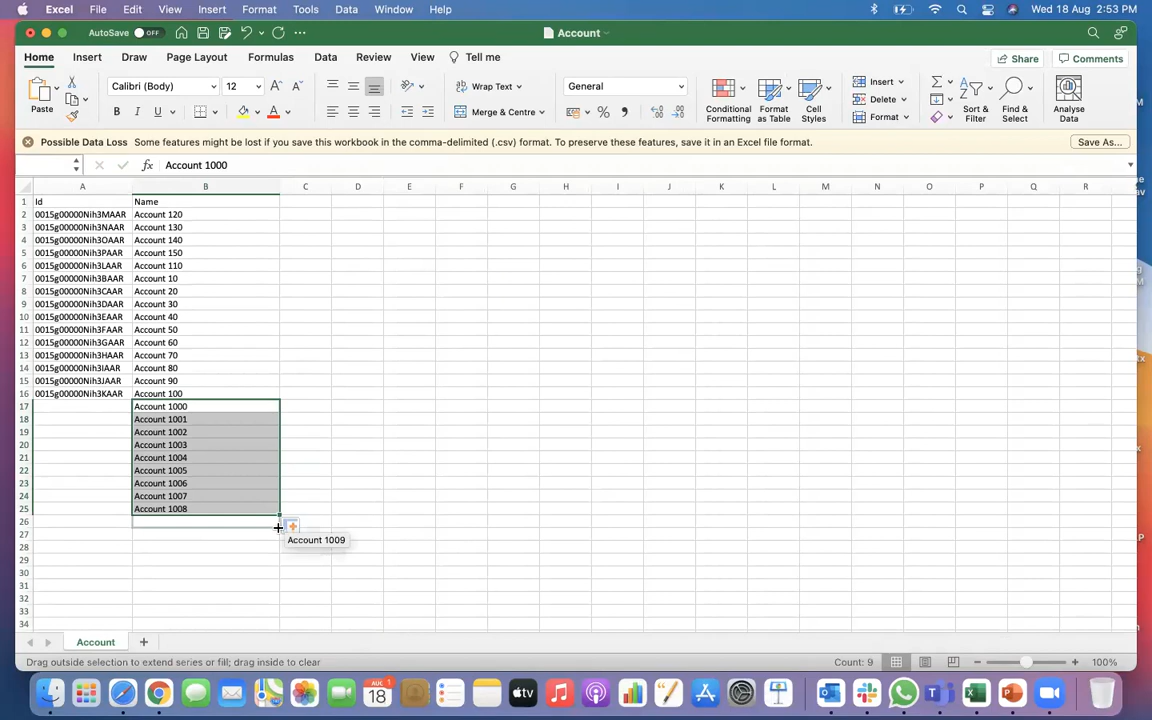 Excel File Edit View Insert Format Tools Data Window Help Wed 18 Aug 2:53 PM
AutoSave OFF Account
Home Insert Draw Page Layout Formulas Data Review View Tell me Share Comments
Paste Calibri (Body) 12 Wrap Text General Insert
Conditional Formatting Format as Table Cell Styles Delete Sort & Filter Find & Select Analyse Data
Merge & Centre Format
Possible Data Loss Some features might be lost if you save this workbook in the comma-delimited (.csv) format. To preserve these features, save it in an Excel file format. Save As...
fx Account 1000
A B C D E F G H I J K L M N O P Q R
1 Id Name
2 0015g00000Nih3MAAR Account 120
3 0015g00000Nih3NAAR Account 130
4 0015g00000Nih3OAAR Account 140
5 0015g00000Nih3PAAR Account 150
6 0015g00000Nih3LAAR Account 110
7 0015g00000Nih3BAAR Account 10
8 0015g00000Nih3CAAR Account 20
9 0015g00000Nih3DAAR Account 30
10 0015g00000Nih3EAAR Account 40
11 0015g00000Nih3FAAR Account 50
12 0015g00000Nih3GAAR Account 60
13 0015g00000Nih3HAAR Account 70
14 0015g00000Nih3IAAR Account 80
15 0015g00000Nih3JAAR Account 90
16 0015g00000Nih3KAAR Account 100
17 Account 1000
18 Account 1001
19 Account 1002
20 Account 1003
21 Account 1004
22 Account 1005
23 Account 1006
24 Account 1007
25 Account 1008
26
27 Account 1009
28
29
30
31
32
33
34
Account
Drag outside selection to extend series or fill; drag inside to clear Count: 9 100%
AUG 18 1 tv